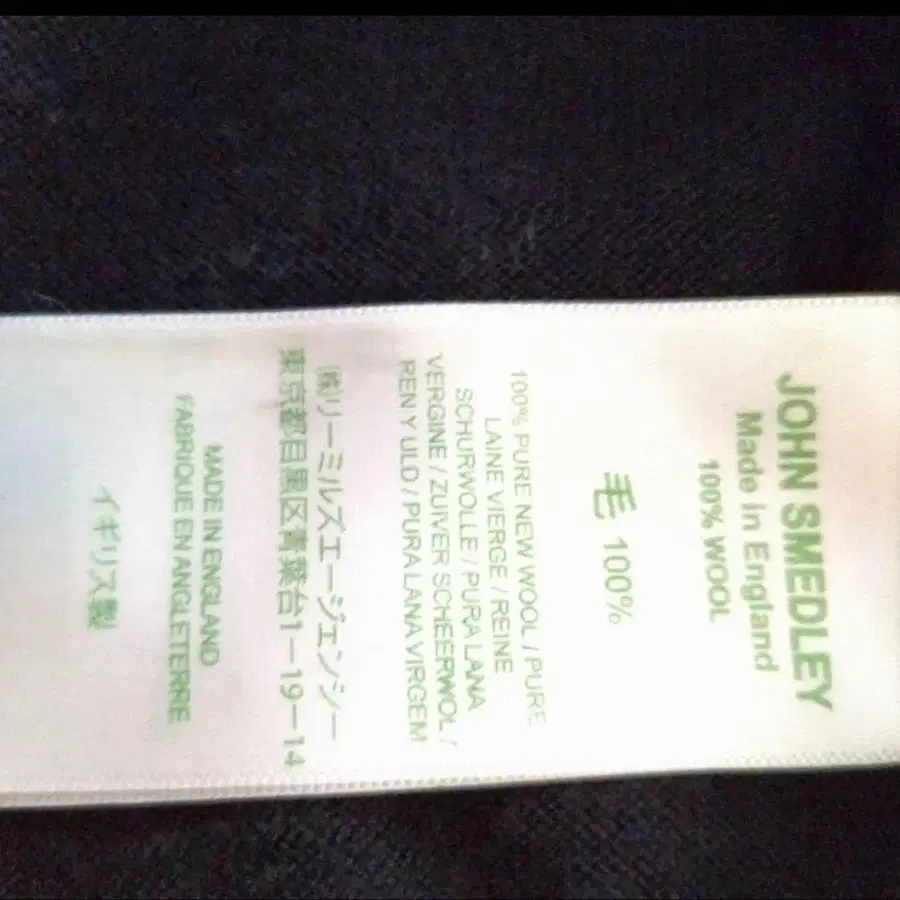 JOHN SMEDLEY
Made in England
100% WOOL
毛 100%
100% PURE NEW WOOL / PURE
LAINE VIERGE / REINE
SCHURWOLLE / PURA LANA
VERGINE / ZUIVER SCHEERWOL /
REN Y ULD / PURA LANA VIRGEM
㈱リーミルズエージェンシー
東京都目黒区青葉台1-19-14
MADE IN ENGLAND
FABRIQUE EN ANGLETERRE
イギリス製